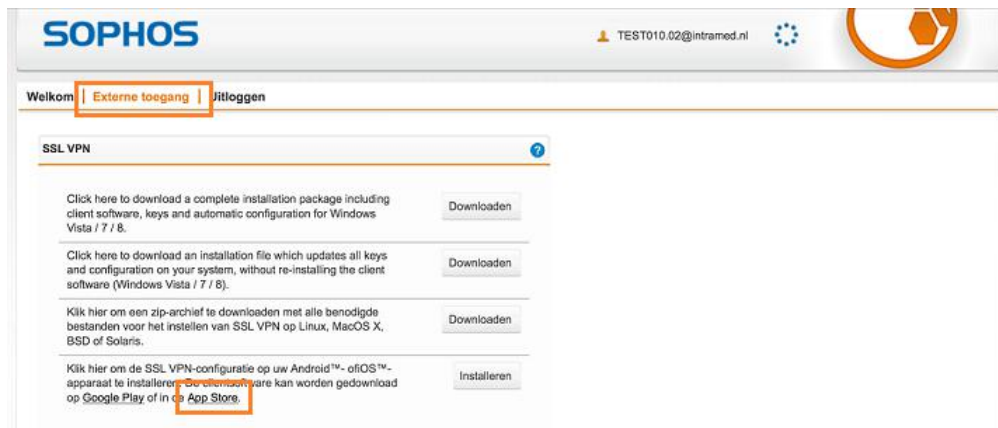 SOPHOS
TEST010.02@intramed.nl
Welkom | Externe toegang | Uitloggen
SSL VPN
?
Click here to download a complete installation package including
client software, keys and automatic configuration for Windows
Vista / 7 / 8.
Downloaden
Click here to download an installation file which updates all keys
and configuration on your system, without re-installing the client
software (Windows Vista / 7 / 8).
Downloaden
Klik hier om een zip-archief te downloaden met alle benodigde
bestanden voor het instellen van SSL VPN op Linux, MacOS X,
BSD of Solaris.
Downloaden
Klik hier om de SSL VPN-configuratie op uw Android™- ofiOS™-
apparaat te installeren. De clientsoftware kan worden gedownload
op Google Play of in de App Store.
Installeren